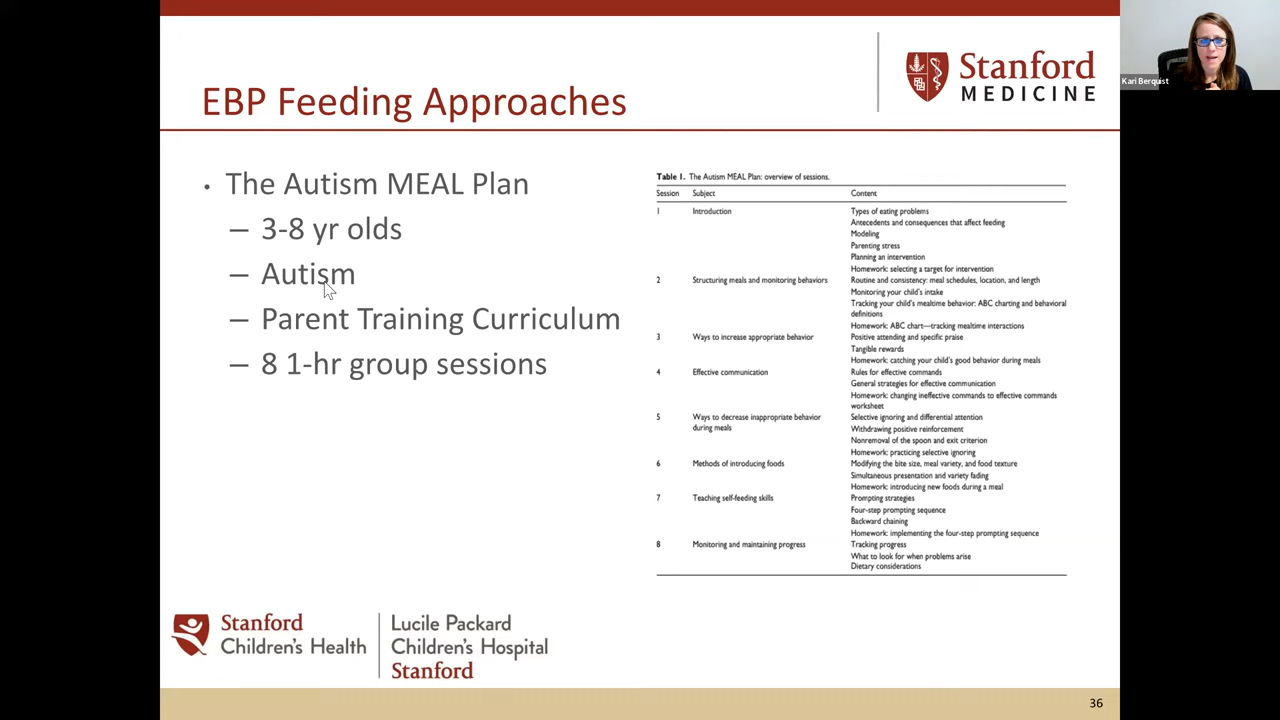 EBP Feeding Approaches
Stanford
MEDICINE
Kari Berquist
• The Autism MEAL Plan
– 3-8 yr olds
– Autism
– Parent Training Curriculum
– 8 1-hr group sessions
Table 1. The Autism MEAL Plan: overview of sessions.
Session Subject Content
1 Introduction Types of eating problems
Antecedents and consequences that affect feeding
Modeling
Parenting stress
Planning an intervention
Homework: selecting a target for intervention
2 Structuring meals and monitoring behaviors Routine and consistency: meal schedules, location, and length
Monitoring your child's intake
Tracking your child's mealtime behavior: ABC charting and behavioral
definitions
Homework: ABC chart—tracking mealtime interactions
3 Ways to increase appropriate behavior Positive attending and specific praise
Tangible rewards
Homework: catching your child's good behavior during meals
4 Effective communication Rules for effective commands
General strategies for effective communication
Homework: changing ineffective commands to effective commands
worksheet
5 Ways to decrease inappropriate behavior Selective ignoring and differential attention
during meals Withdrawing positive reinforcement
Nonremoval of the spoon and exit criterion
Homework: practicing selective ignoring
6 Methods of introducing foods Modifying the bite size, meal variety, and food texture
Simultaneous presentation and variety fading
Homework: introducing new foods during a meal
7 Teaching self-feeding skills Prompting strategies
Four-step prompting sequence
Backward chaining
Homework: implementing the four-step prompting sequence
8 Monitoring and maintaining progress Tracking progress
What to look for when problems arise
Dietary considerations
Stanford
Children's Health
Lucile Packard
Children's Hospital
Stanford
36